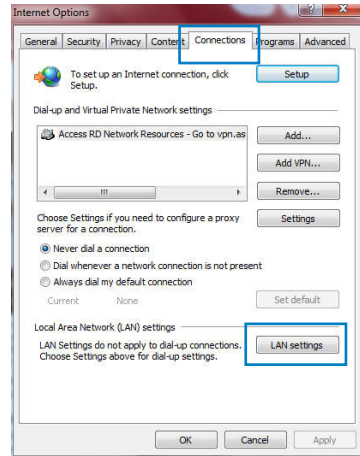 Internet Options
General Security Privacy Content Connections Programs Advanced
To set up an Internet connection, click Setup.
Setup
Dial-up and Virtual Private Network settings
Access RD Network Resources - Go to vpn.as
Add...
Add VPN...
Remove...
Choose Settings if you need to configure a proxy
server for a connection.
Settings
Never dial a connection
Dial whenever a network connection is not present
Always dial my default connection
Current None
Set default
Local Area Network (LAN) settings
LAN Settings do not apply to dial-up connections.
Choose Settings above for dial-up settings.
LAN settings
OK Cancel Apply